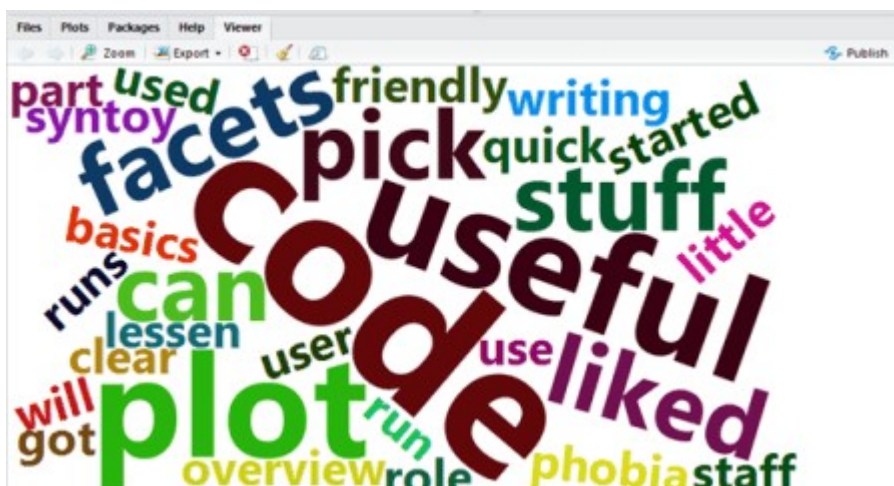 Files Plots Packages Help Viewer
Zoom Export Publish
part used friendly writing
syntoy facets pick quick started
code useful stuff
basics little
runs can
lessen
clear user use liked
will plot run
got overview role phobia staff